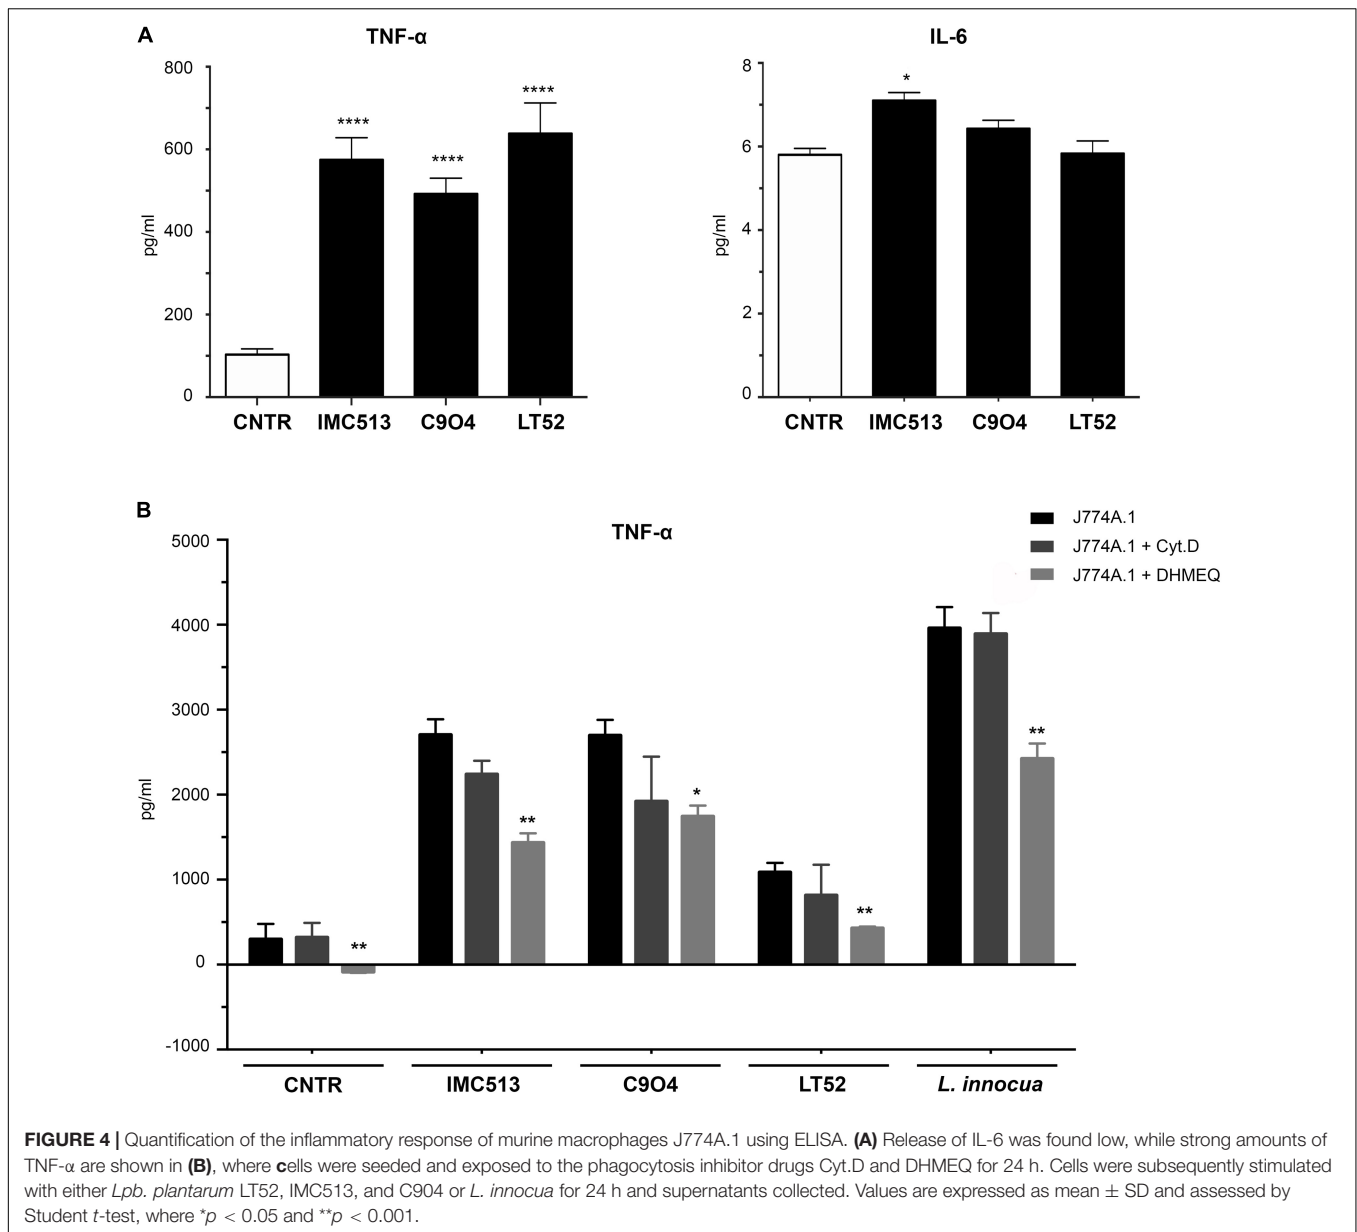 A
TNF-α
800
600
400
200
0
pg/ml
****
****
****
CNTR IMC513 C9O4 LT52
IL-6
8
6
4
2
0
pg/ml
*
CNTR IMC513 C9O4 LT52
B
TNF-α
J774A.1
J774A.1 + Cyt.D
J774A.1 + DHMEQ
5000
4000
3000
2000
1000
0
-1000
pg/ml
**
**
*
**
**
CNTR IMC513 C9O4 LT52 L. innocua
FIGURE 4 | Quantification of the inflammatory response of murine macrophages J774A.1 using ELISA. (A) Release of IL-6 was found low, while strong amounts of
TNF-α are shown in (B), where cells were seeded and exposed to the phagocytosis inhibitor drugs Cyt.D and DHMEQ for 24 h. Cells were subsequently stimulated
with either Lpb. plantarum LT52, IMC513, and C904 or L. innocua for 24 h and supernatants collected. Values are expressed as mean ± SD and assessed by
Student t-test, where *p < 0.05 and **p < 0.001.